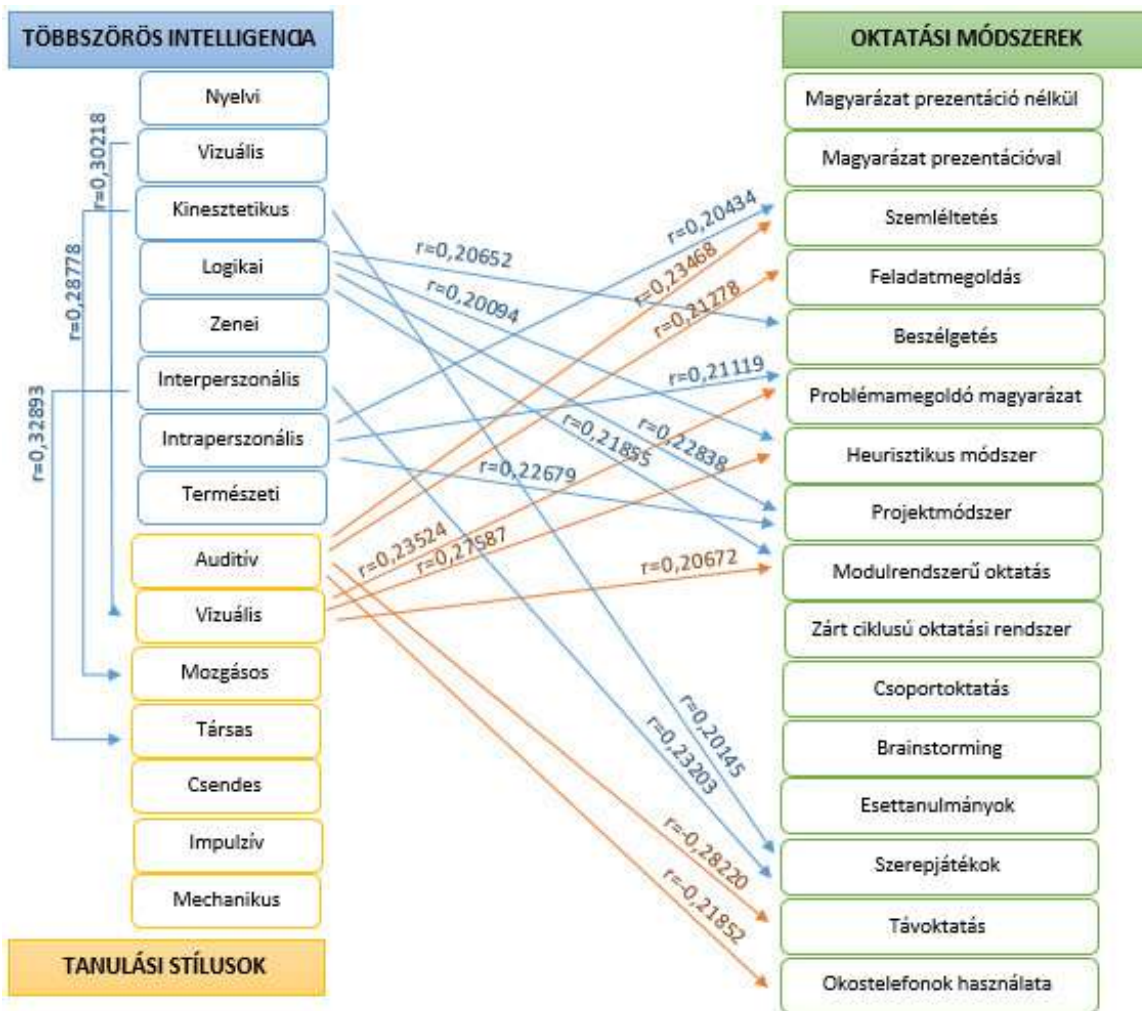 TÖBBSZÖRÖS INTELLIGENCIA
Nyelvi
Vizuális
Kinesztetikus
Logikai
Zenei
Interperszonális
Intraperszonális
Természeti
Auditív
Vizuális
Mozgásos
Társas
Csendes
Impulzív
Mechanikus
TANULÁSI STÍLUSOK
r=0,30218
r=0,28778
r=0,32893
r=0,20652
r=0,20094
r=0,20434
r=0,23468
r=0,21278
r=0,21119
r=0,22838
r=0,21855
r=0,22679
r=0,23524
r=0,27587
r=0,20672
r=0,20145
r=0,23203
r=-0,28220
r=-0,21852
OKTATÁSI MÓDSZEREK
Magyarázat prezentáció nélkül
Magyarázat prezentációval
Szemléltetés
Feladatmegoldás
Beszélgetés
Problémamegoldó magyarázat
Heurisztikus módszer
Projektmódszer
Modulrendszerű oktatás
Zárt ciklusú oktatási rendszer
Csoportoktatás
Brainstorming
Esettanulmányok
Szerepjátékok
Távoktatás
Okostelefonok használata